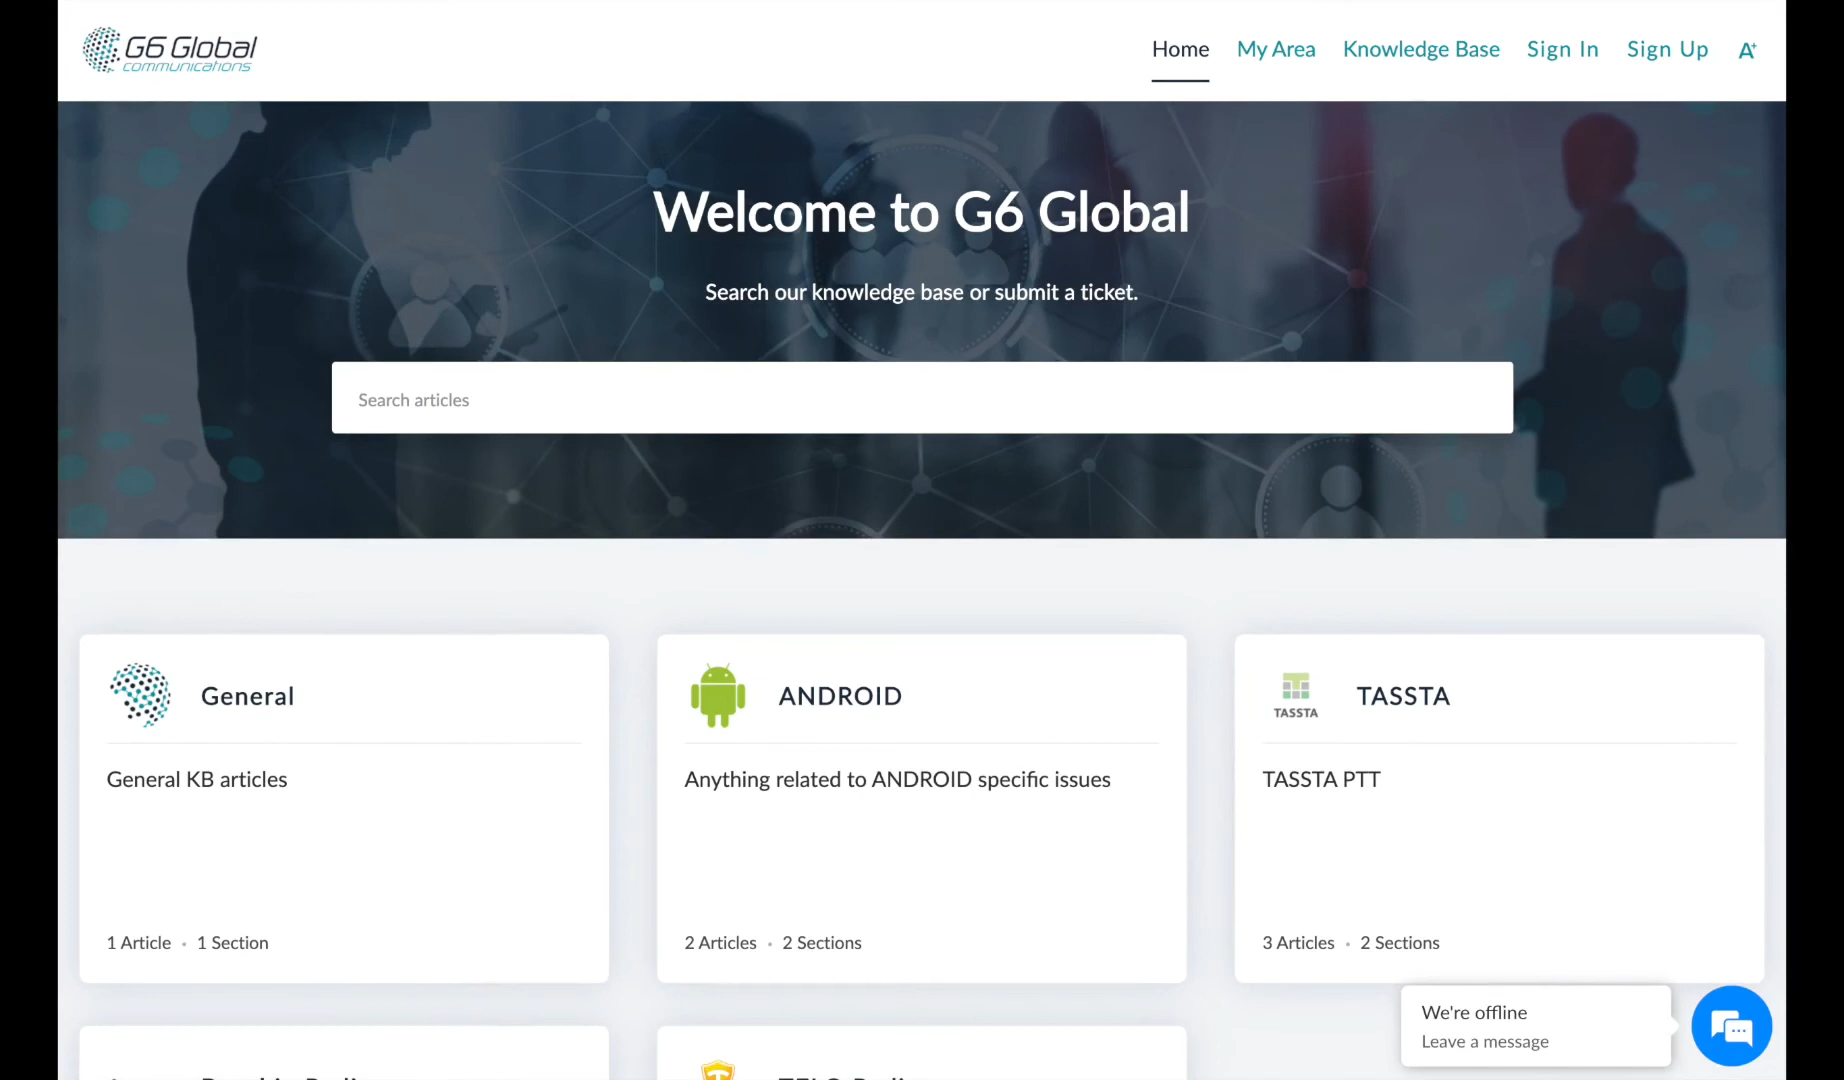 G6 Global
communications
Home My Area Knowledge Base Sign In Sign Up A+
Welcome to G6 Global
Search our knowledge base or submit a ticket.
Search articles
General
ANDROID
TASSTA
TASSTA
General KB articles
Anything related to ANDROID specific issues
TASSTA PTT
1 Article • 1 Section
2 Articles • 2 Sections
3 Articles • 2 Sections
We're offline
Leave a message